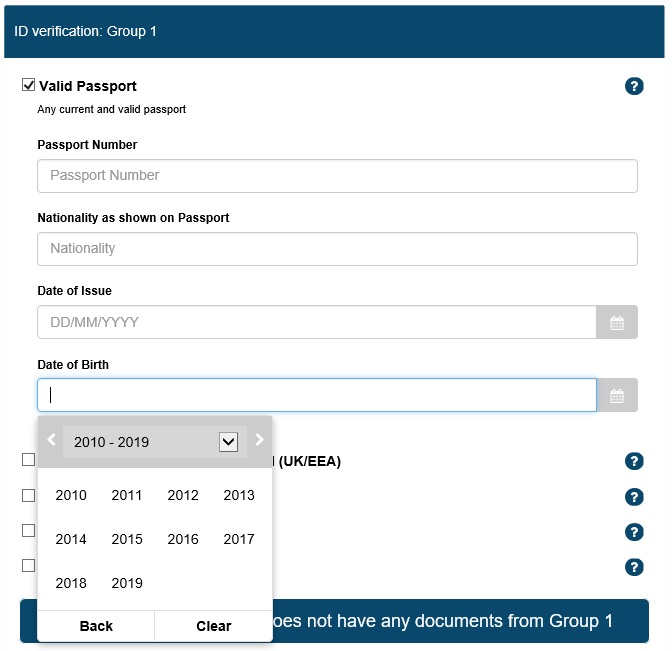 ID verification: Group 1
Valid Passport
?
Any current and valid passport
Passport Number
Passport Number
Nationality as shown on Passport
Nationality
Date of Issue
DD/MM/YYYY
Date of Birth
2010 - 2019
(UK/EEA)
?
?
2010 2011 2012 2013
?
2014 2015 2016 2017
?
2018 2019
Back Clear
oes not have any documents from Group 1